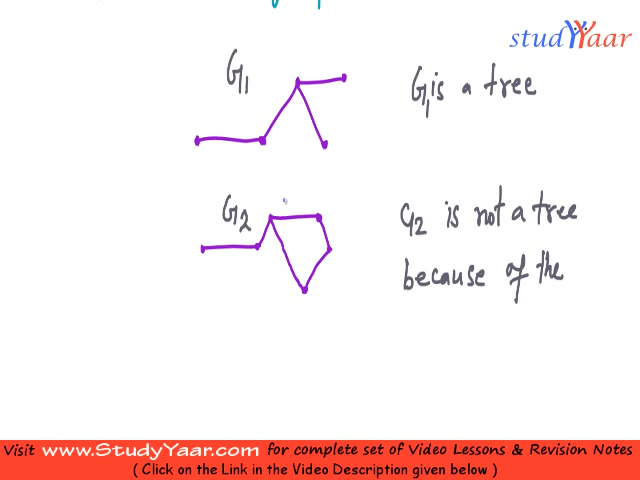 studYYaar
G1
G1 is a tree
G2
G2 is not a tree
because of the
Visit www.StudyYaar.com for complete set of Video Lessons & Revision Notes
( Click on the Link in the Video Description given below )